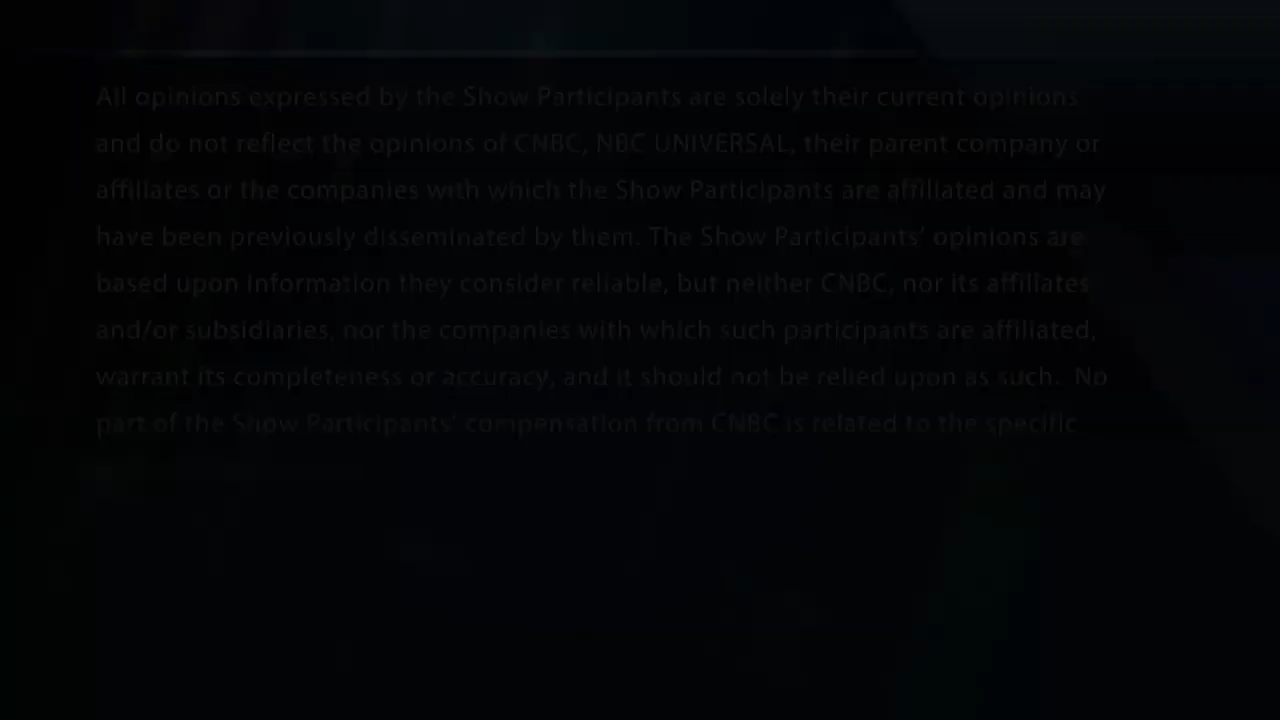 All opinions expressed by the Show Participants are solely their current opinions
and do not reflect the opinions of CNBC, NBC UNIVERSAL, their parent company or
affiliates or the companies with which the Show Participants are affiliated and may
have been previously disseminated by them. The Show Participants' opinions are
based upon information they consider reliable, but neither CNBC, nor its affiliates
and/or subsidiaries, nor the companies with which such participants are affiliated,
warrant its completeness or accuracy, and it should not be relied upon as such. No
part of the Show Participants' compensation from CNBC is related to the specific